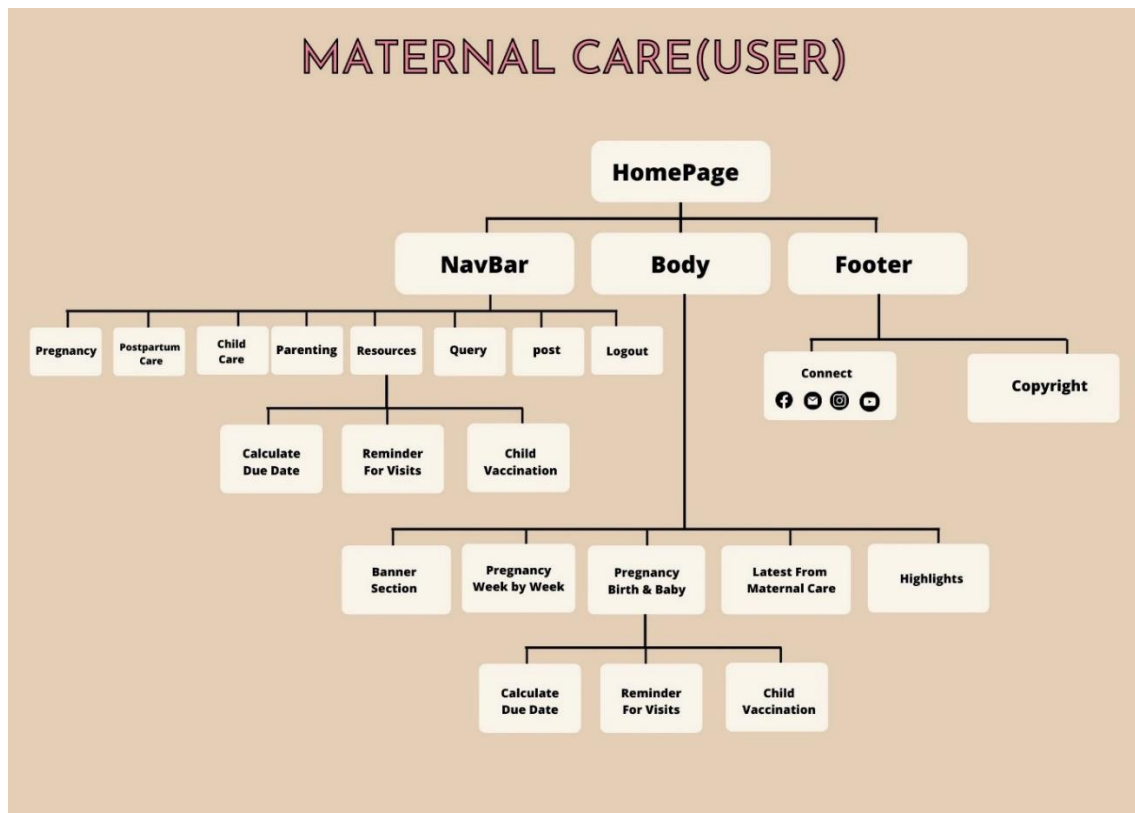 MATERNAL CARE(USER)
HomePage
NavBar
Body
Footer
Pregnancy
Postpartum
Care
Child
Care
Parenting
Resources
Query
post
Logout
Connect
Copyright
Calculate
Due Date
Reminder
For Visits
Child
Vaccination
Banner
Section
Pregnancy
Week by Week
Pregnancy
Birth & Baby
Latest From
Maternal Care
Highlights
Calculate
Due Date
Reminder
For Visits
Child
Vaccination